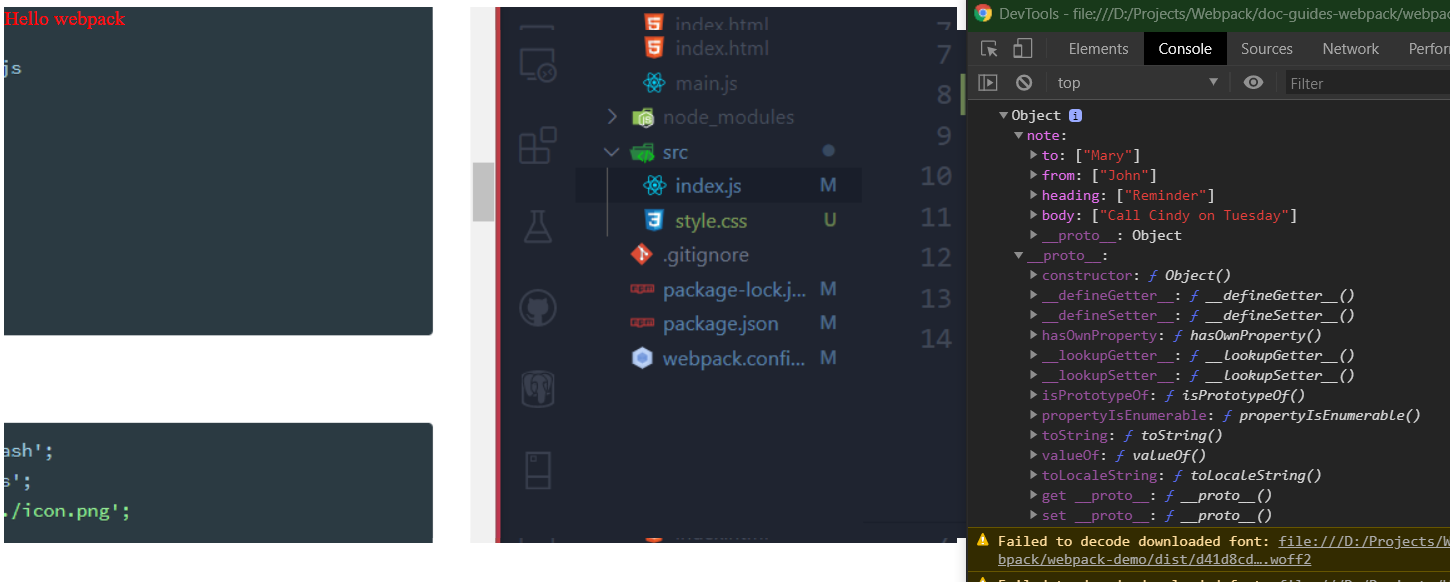 Hello webpack
js
ash';
s';
./icon.png';
index.html
index.html
main.js
node_modules
src
index.js M
style.css U
.gitignore
package-lock.j... M
package.json M
webpack.confi... M
7
7
8
9
10
11
12
13
14
DevTools - file:///D:/Projects/Webpack/doc-guides-webpack/webpac
Elements Console Sources Network Perfor
top Filter
Object i
note:
to: ["Mary"]
from: ["John"]
heading: ["Reminder"]
body: ["Call Cindy on Tuesday"]
__proto__: Object
__proto__:
constructor: ƒ Object()
__defineGetter__: ƒ __defineGetter__()
__defineSetter__: ƒ __defineSetter__()
hasOwnProperty: ƒ hasOwnProperty()
__lookupGetter__: ƒ __lookupGetter__()
__lookupSetter__: ƒ __lookupSetter__()
isPrototypeOf: ƒ isPrototypeOf()
propertyIsEnumerable: ƒ propertyIsEnumerable()
toString: ƒ toString()
valueOf: ƒ valueOf()
toLocaleString: ƒ toLocaleString()
get __proto__: ƒ __proto__()
set __proto__: ƒ __proto__()
Failed to decode downloaded font: file:///D:/Projects/W
bpack/webpack-demo/dist/d41d8cd….woff2